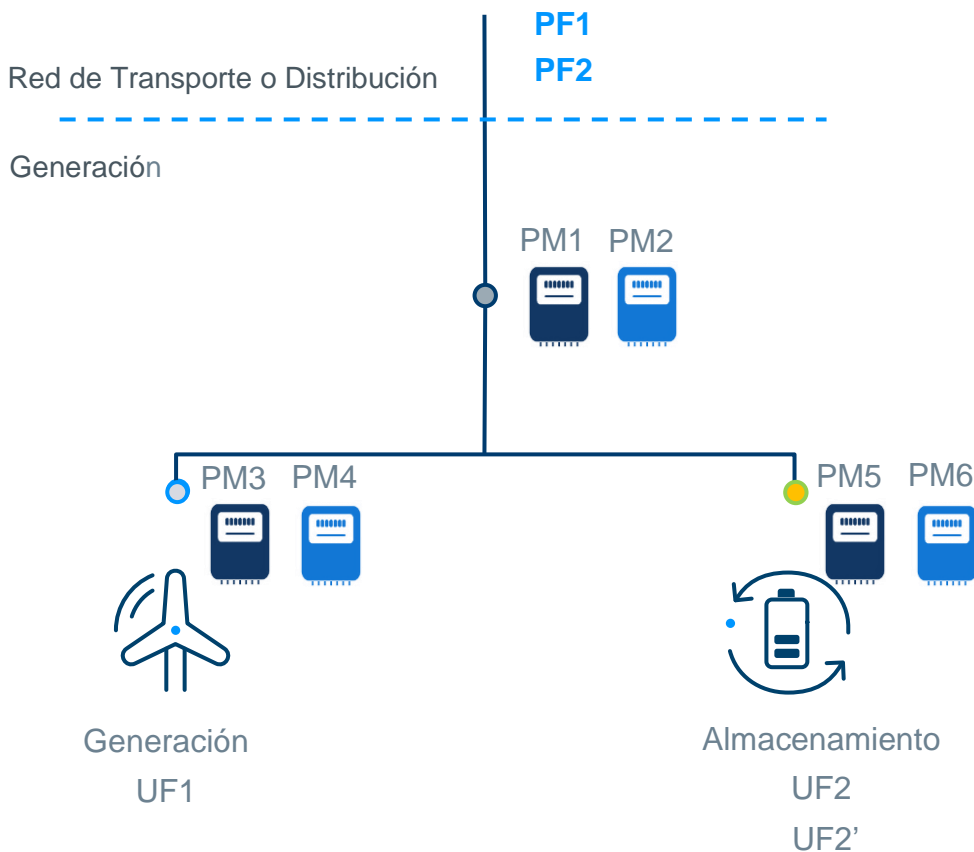 PF1
PF2
Red de Transporte o Distribución
Generación
PM1 PM2
PM3 PM4
PM5 PM6
Generación
UF1
Almacenamiento
UF2
UF2’